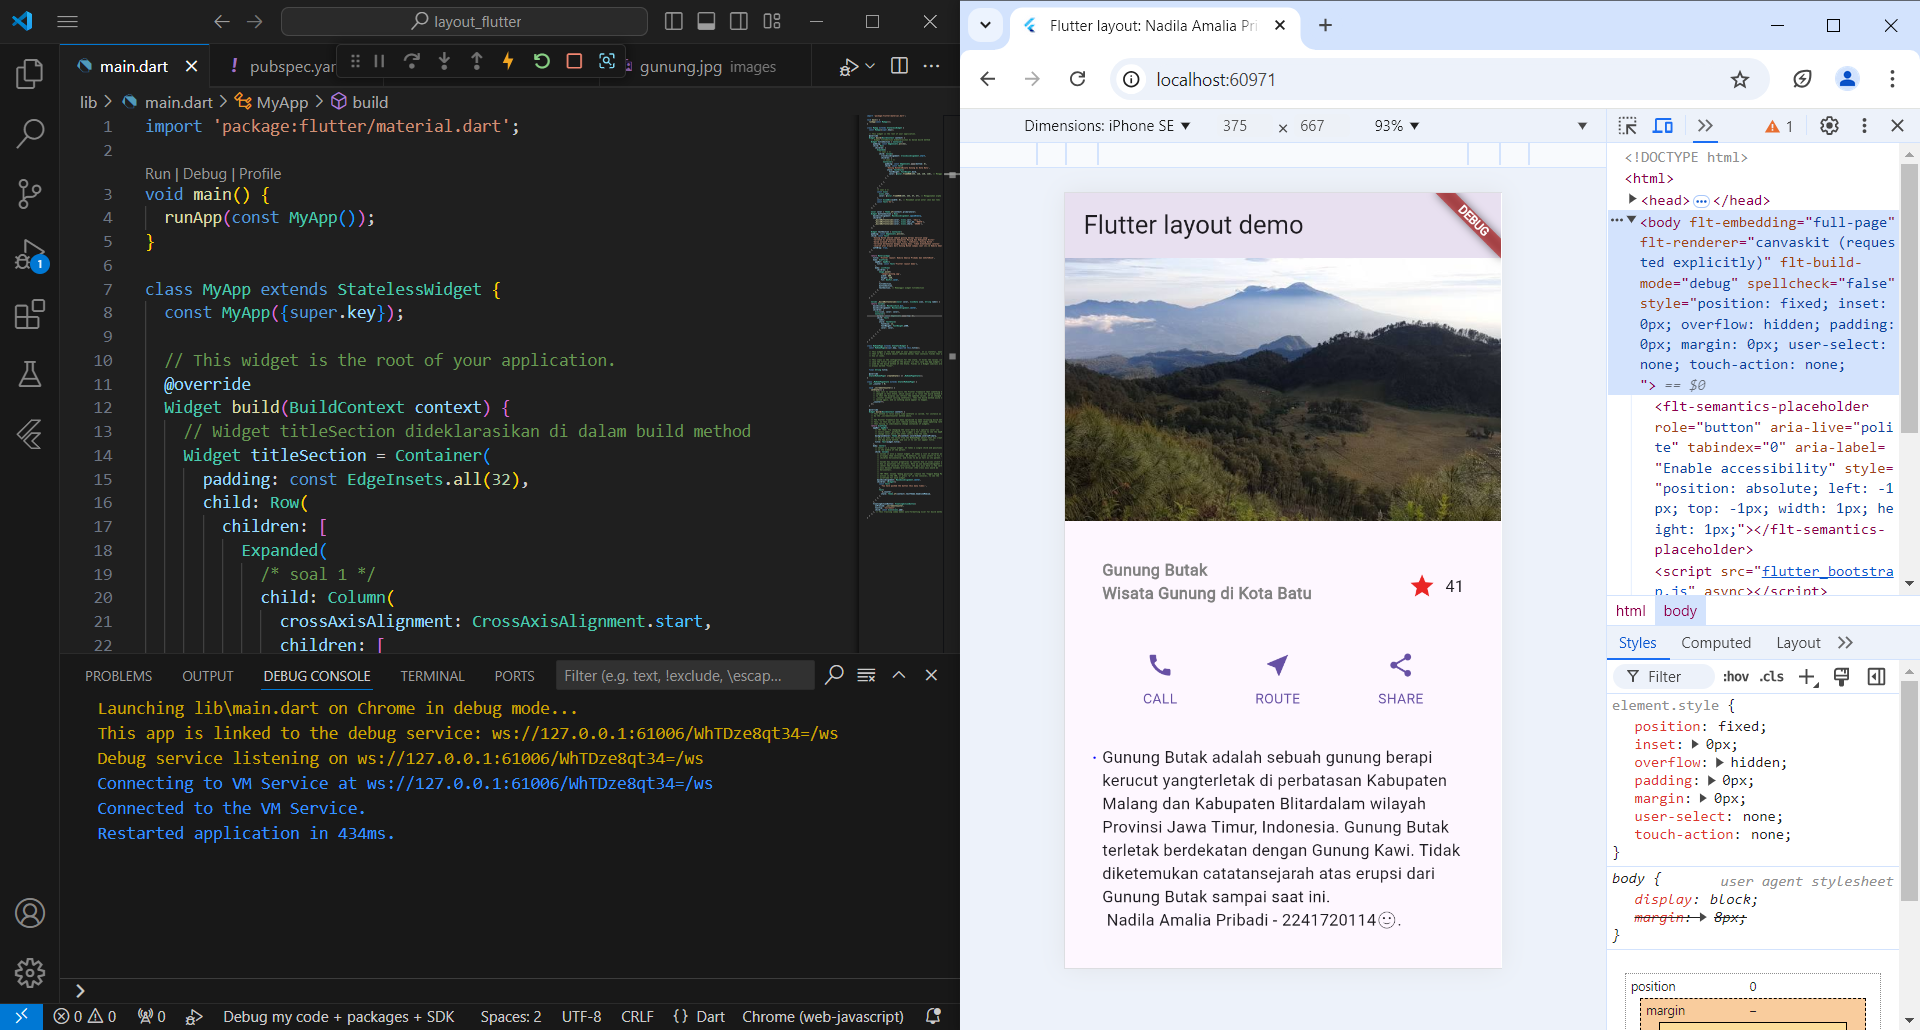 layout_flutter
main.dart
pubspec.yar
gunung.jpg images
lib > main.dart > MyApp > build
1 import 'package:flutter/material.dart';
2
Run | Debug | Profile
3 void main() {
4 runApp(const MyApp());
5 }
6
7 class MyApp extends StatelessWidget {
8 const MyApp({super.key});
9
10 // This widget is the root of your application.
11 @override
12 Widget build(BuildContext context) {
13 // Widget titleSection dideklarasikan di dalam build method
14 Widget titleSection = Container(
15 padding: const EdgeInsets.all(32),
16 child: Row(
17 children: [
18 Expanded(
19 /* soal 1 */
20 child: Column(
21 crossAxisAlignment: CrossAxisAlignment.start,
22 children: [
1
PROBLEMS OUTPUT DEBUG CONSOLE TERMINAL PORTS Filter (e.g. text, !exclude, \escap...
Launching lib\main.dart on Chrome in debug mode...
This app is linked to the debug service: ws://127.0.0.1:61006/WhTDze8qt34=/ws
Debug service listening on ws://127.0.0.1:61006/WhTDze8qt34=/ws
Connecting to VM Service at ws://127.0.0.1:61006/WhTDze8qt34=/ws
Connected to the VM Service.
Restarted application in 434ms.
0 0 0 Debug my code + packages + SDK Spaces: 2 UTF-8 CRLF {} Dart Chrome (web-javascript)
Flutter layout: Nadila Amalia Pri
localhost:60971
Dimensions: iPhone SE 375 × 667 93%
Flutter layout demo
DEBUG
Gunung Butak
Wisata Gunung di Kota Batu
41
CALL ROUTE SHARE
Gunung Butak adalah sebuah gunung berapi
kerucut yangterletak di perbatasan Kabupaten
Malang dan Kabupaten Blitardalam wilayah
Provinsi Jawa Timur, Indonesia. Gunung Butak
terletak berdekatan dengan Gunung Kawi. Tidak
diketemukan catatansejarah atas erupsi dari
Gunung Butak sampai saat ini.
Nadila Amalia Pribadi - 2241720114☺.
1
<!DOCTYPE html>
<html>
<head> ⋯ </head>
<body flt-embedding="full-page"
flt-renderer="canvaskit (reques
ted explicitly)" flt-build-
mode="debug" spellcheck="false"
style="position: fixed; inset:
0px; overflow: hidden; padding:
0px; margin: 0px; user-select:
none; touch-action: none;
"> == $0
<flt-semantics-placeholder
role="button" aria-live="poli
te" tabindex="0" aria-label=
"Enable accessibility" style=
"position: absolute; left: -1
px; top: -1px; width: 1px; he
ight: 1px;"></flt-semantics-
placeholder>
<script src="flutter_bootstra
p.js" async></script>
html body
Styles Computed Layout
Filter :hov .cls
element.style {
position: fixed;
inset: 0px;
overflow: hidden;
padding: 0px;
margin: 0px;
user-select: none;
touch-action: none;
}
body { user agent stylesheet
display: block;
margin: 8px;
}
position 0
margin –